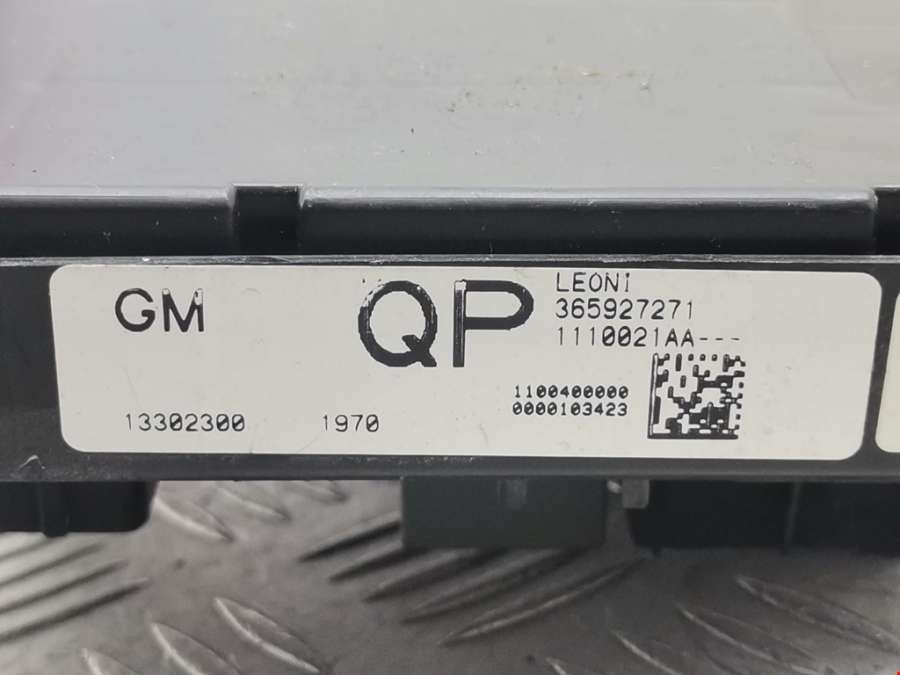 GM
QP
LEONI
365927271
1110021AA---
1100400000
0000103423
13302300
1970